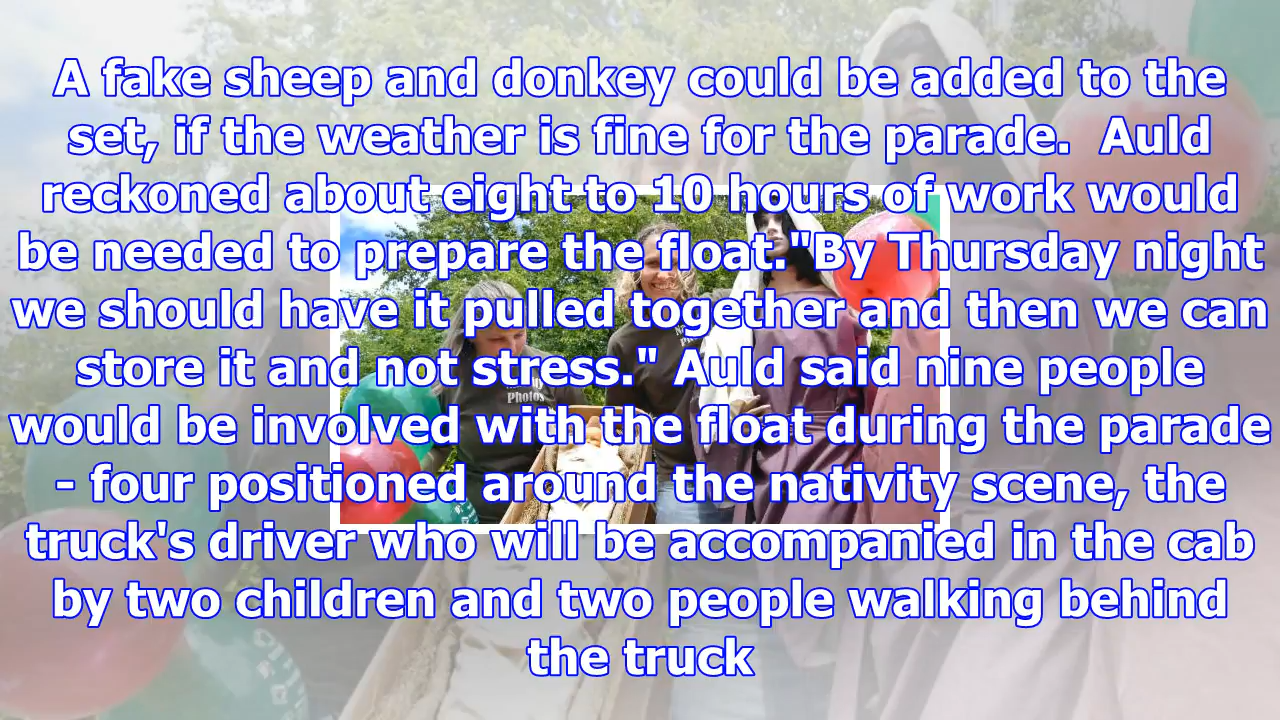 A fake sheep and donkey could be added to the
set, if the weather is fine for the parade.  Auld
reckoned about eight to 10 hours of work would
be needed to prepare the float."By Thursday night
we should have it pulled together and then we can
store it and not stress."  Auld said nine people
would be involved with the float during the parade
- four positioned around the nativity scene, the
truck's driver who will be accompanied in the cab
by two children and two people walking behind
the truck
Photos